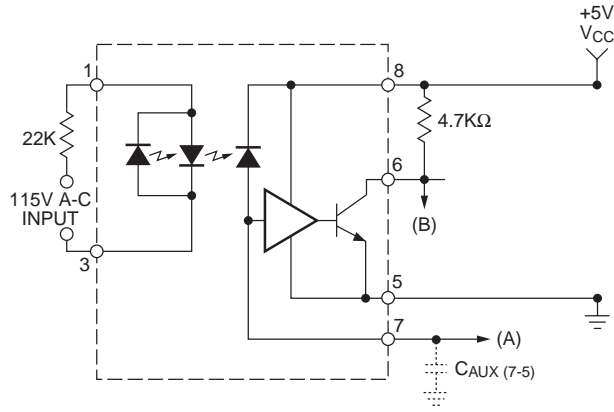 +5V
VCC
1
8
22K
4.7KΩ
6
115V A-C
INPUT
(B)
3
5
7
(A)
CAUX (7-5)